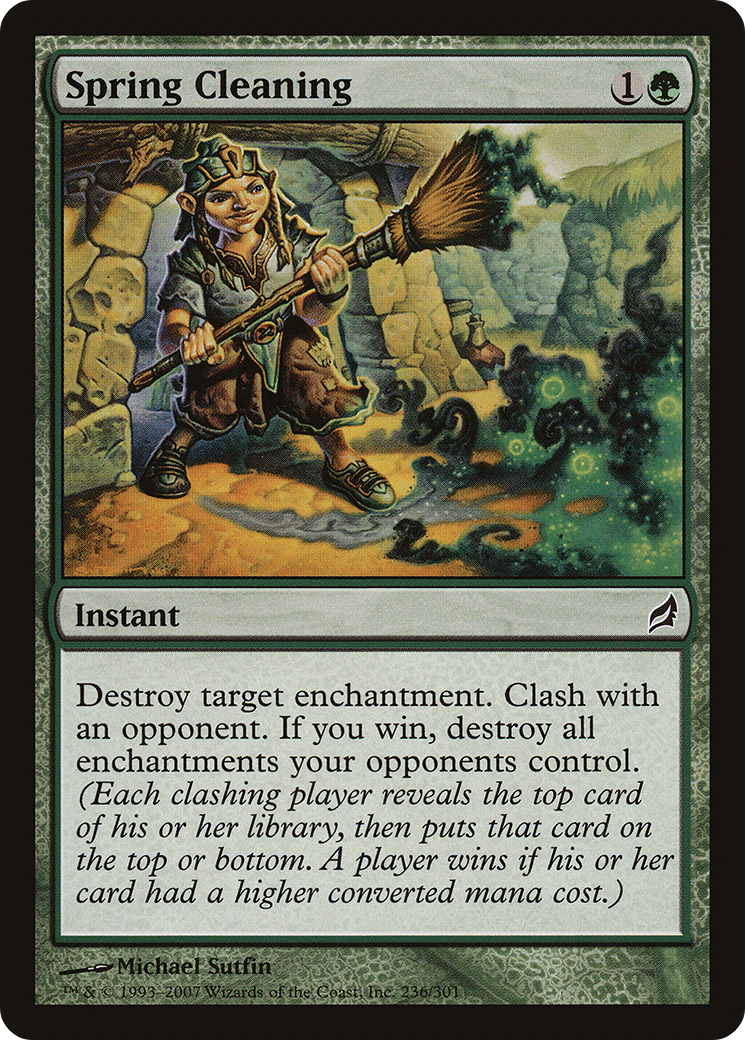 Spring Cleaning 1
Instant
Destroy target enchantment. Clash with
an opponent. If you win, destroy all
enchantments your opponents control.
(Each clashing player reveals the top card
of his or her library, then puts that card on
the top or bottom. A player wins if his or her
card had a higher converted mana cost.)
Michael Sutfin
™ & © 1993–2007 Wizards of the Coast, Inc. 236/301